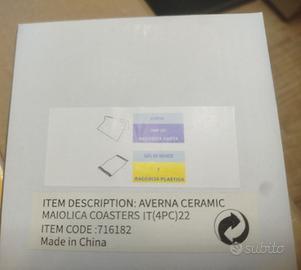 RACCOLTA CARTA
RACCOLTA PLASTICA
ITEM DESCRIPTION: AVERNA CERAMIC
MAIOLICA COASTERS IT(4PC)22
ITEM CODE :716182
Made in China
subito